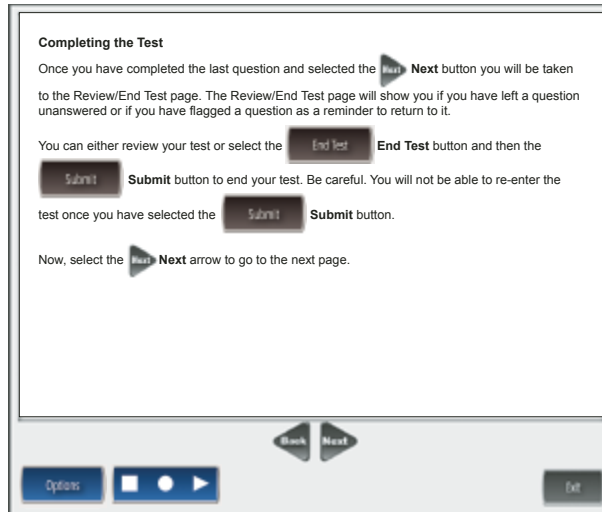 Completing the Test
Once you have completed the last question and selected the Next Next button you will be taken
to the Review/End Test page. The Review/End Test page will show you if you have left a question
unanswered or if you have flagged a question as a reminder to return to it.
You can either review your test or select the End Test End Test button and then the
Submit Submit button to end your test. Be careful. You will not be able to re-enter the
test once you have selected the Submit Submit button.
Now, select the Next Next arrow to go to the next page.
Back Next
Options Exit